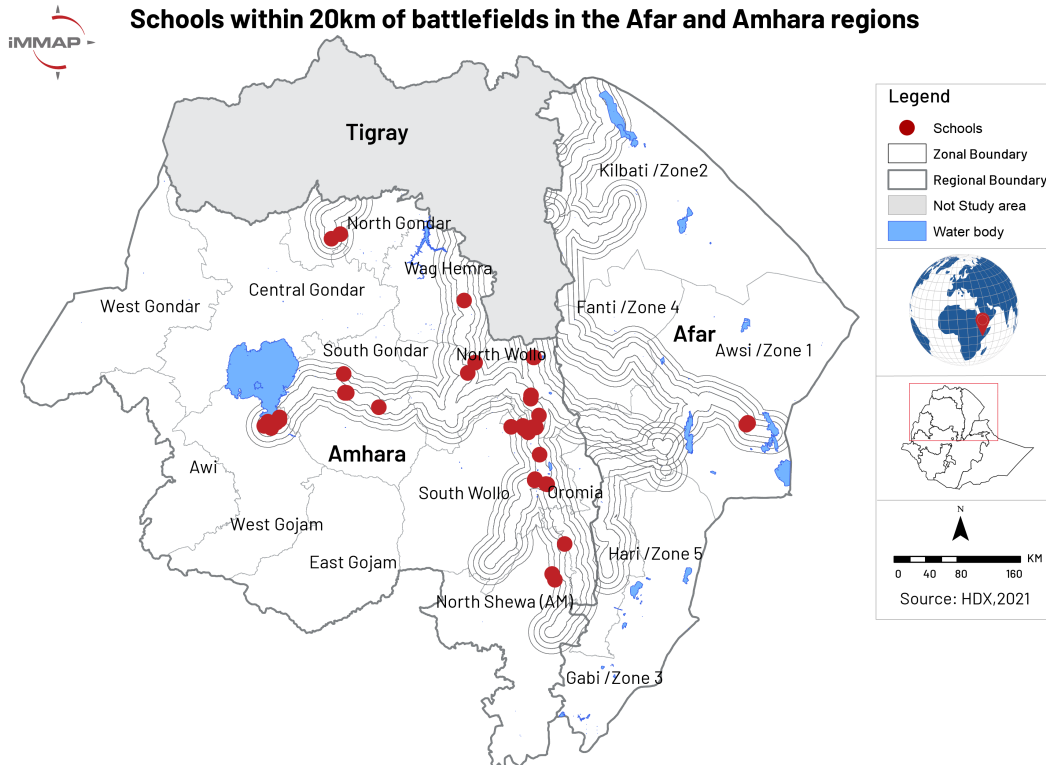 Schools within 20km of battlefields in the Afar and Amhara regions
iMMAP
Legend
Schools
Zonal Boundary
Regional Boundary
Not Study area
Water body
Tigray
Kilbati /Zone2
North Gondar
Wag Hemra
Central Gondar
West Gondar
Fanti /Zone 4
Afar
Awsi /Zone 1
South Gondar
North Wollo
Amhara
Awi
South Wollo
Oromia
West Gojam
East Gojam
Hari /Zone 5
North Shewa (AM)
Gabi /Zone 3
N
KM
0 40 80 160
Source: HDX,2021